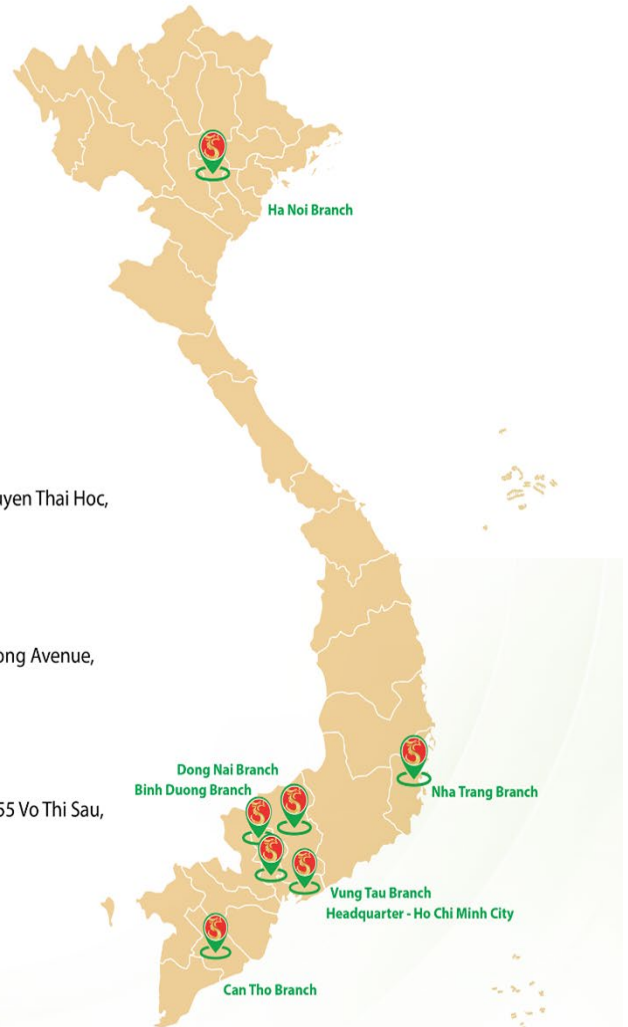 Ha Noi Branch
uyen Thai Hoc,
ong Avenue,
Dong Nai Branch
Binh Duong Branch
Nha Trang Branch
55 Vo Thi Sau,
Vung Tau Branch
Headquarter - Ho Chi Minh City
Can Tho Branch